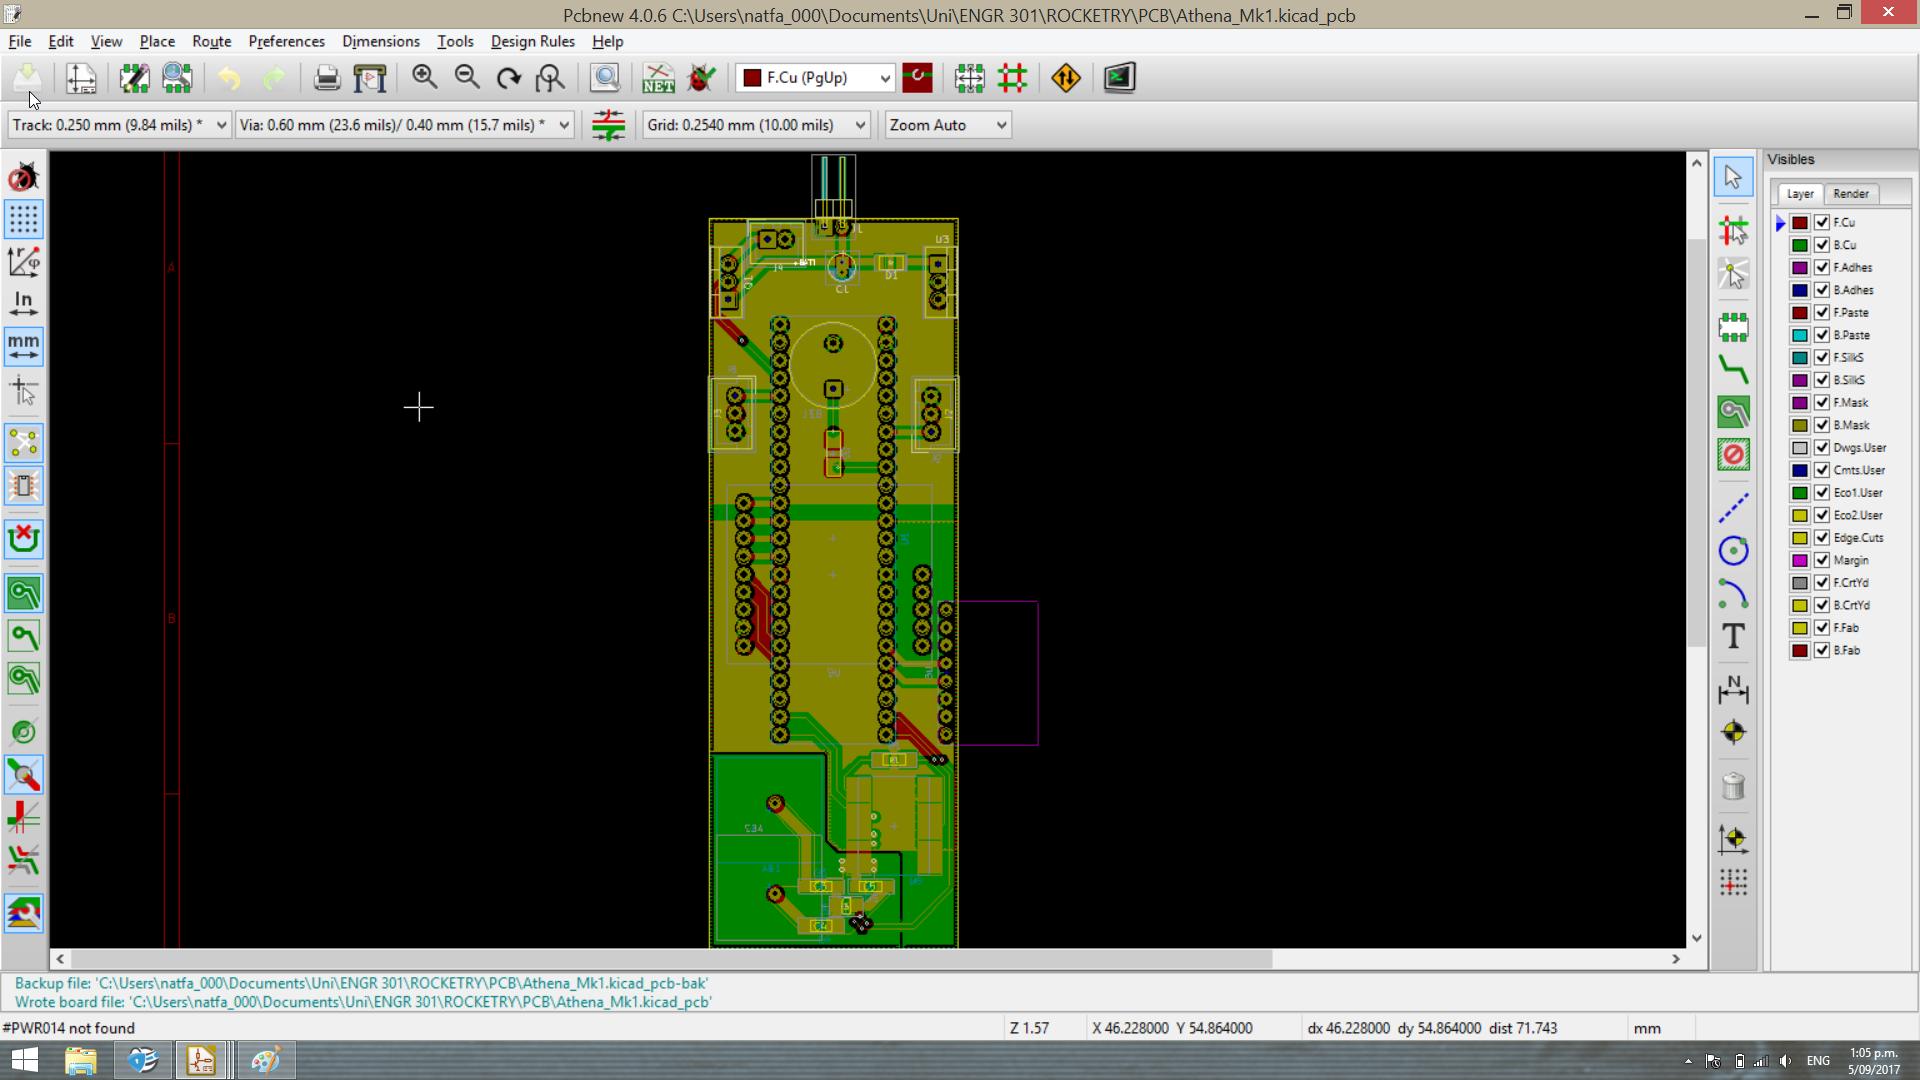 Pcbnew 4.0.6 C:\Users\natfa_000\Documents\Uni\ENGR 301\ROCKETRY\PCB\Athena_Mk1.kicad_pcb
File Edit View Place Route Preferences Dimensions Tools Design Rules Help
NET
F.Cu (PgUp)
Track: 0.250 mm (9.84 mils) *
Via: 0.60 mm (23.6 mils)/ 0.40 mm (15.7 mils) *
Grid: 0.2540 mm (10.00 mils)
Zoom Auto
In
mm
A
B
U3
J4
D1
Visibles
Layer Render
F.Cu
B.Cu
F.Adhes
B.Adhes
F.Paste
B.Paste
F.SilkS
B.SilkS
F.Mask
B.Mask
Dwgs.User
Cmts.User
Eco1.User
Eco2.User
Edge.Cuts
Margin
F.CrtYd
B.CrtYd
F.Fab
B.Fab
T
N
Backup file: 'C:\Users\natfa_000\Documents\Uni\ENGR 301\ROCKETRY\PCB\Athena_Mk1.kicad_pcb-bak'
Wrote board file: 'C:\Users\natfa_000\Documents\Uni\ENGR 301\ROCKETRY\PCB\Athena_Mk1.kicad_pcb'
#PWR014 not found
Z 1.57
X 46.228000 Y 54.864000
dx 46.228000 dy 54.864000 dist 71.743
mm
ENG
1:05 p.m.
5/09/2017